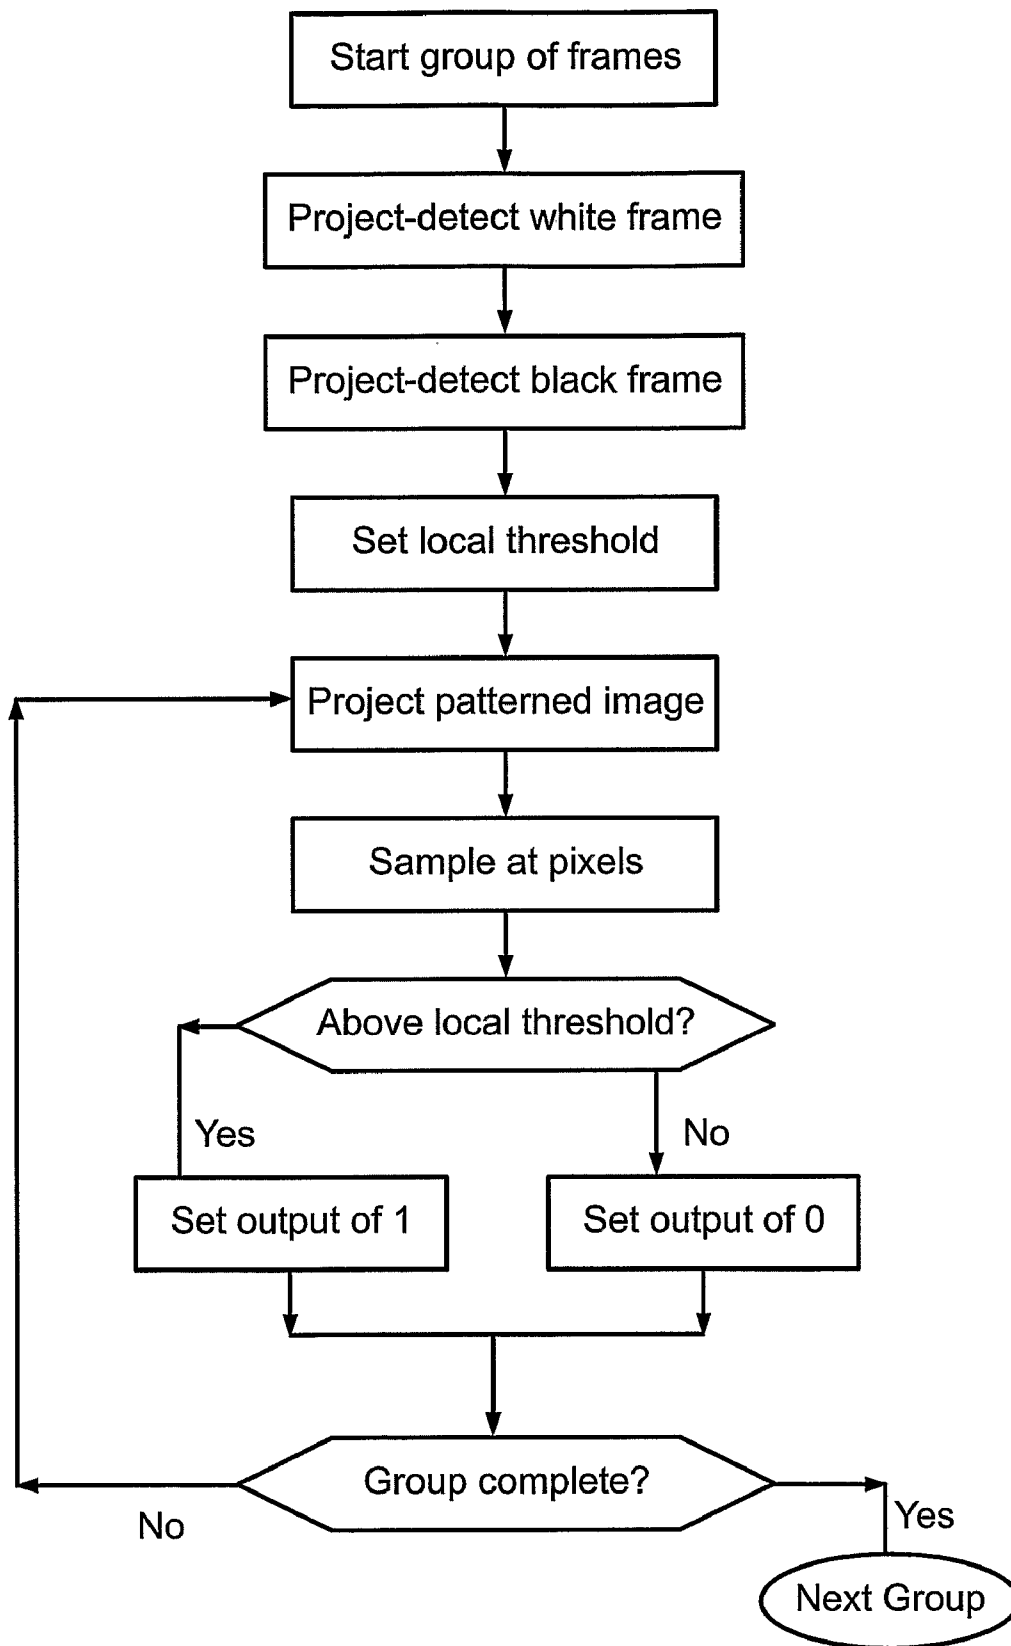 Start group of frames
Project-detect white frame
Project-detect black frame
Set local threshold
Project patterned image
Sample at pixels
Above local threshold?
Yes
No
Set output of 1
Set output of 0
Group complete?
No
Yes
Next Group